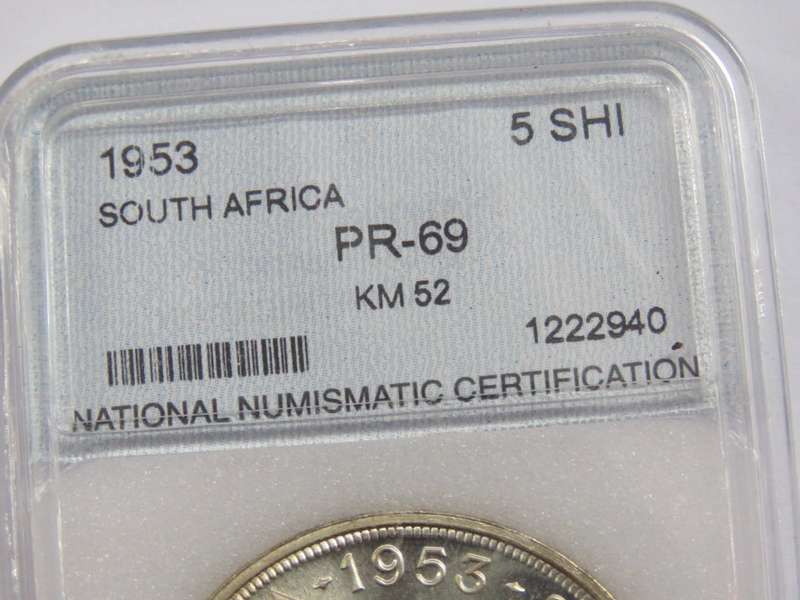 1953 5 SHI
SOUTH AFRICA
PR-69
KM 52
1222940
NATIONAL NUMISMATIC CERTIFICATION
1953